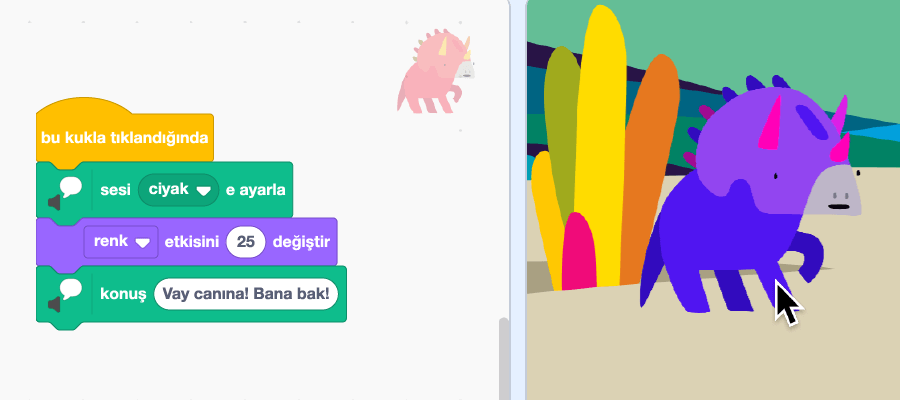 bu kukla tıklandığında
sesi ciyak e ayarla
renk etkisini 25 değiştir
konuş Vay canına! Bana bak!